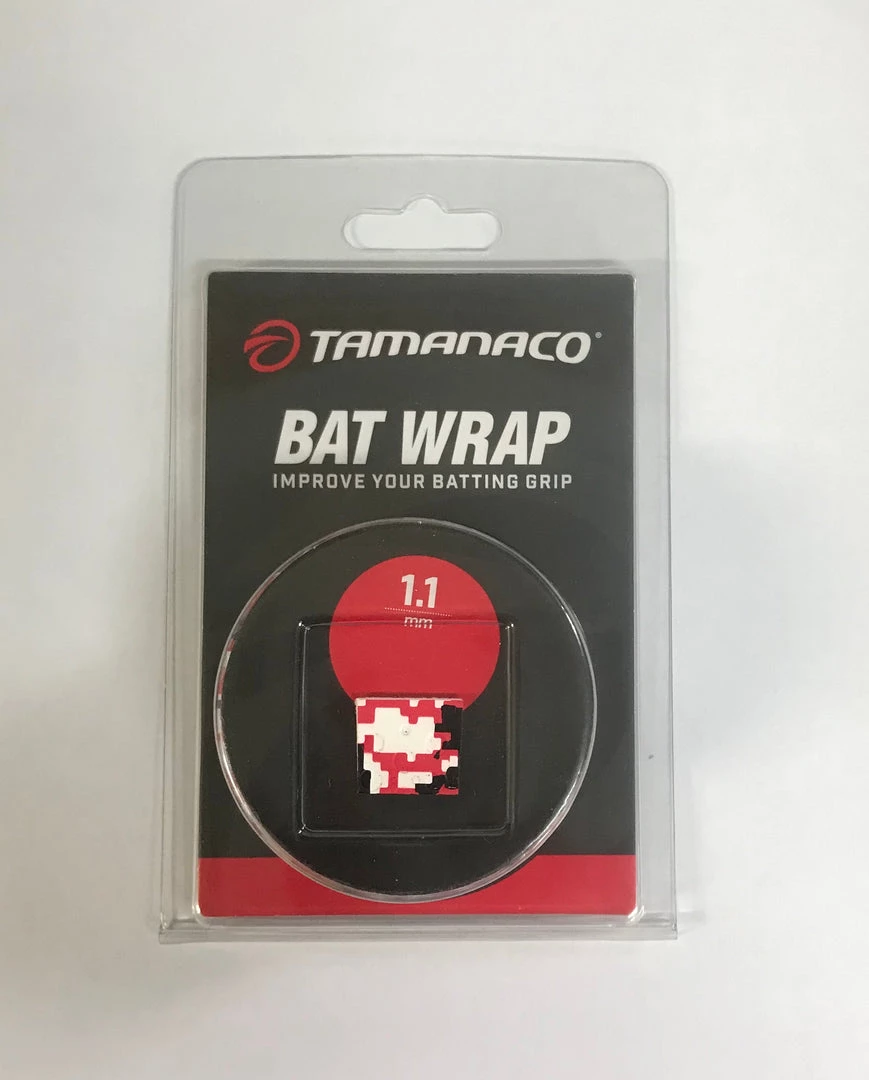 TAMANACO®
BAT WRAP
IMPROVE YOUR BATTING GRIP
1.1
mm